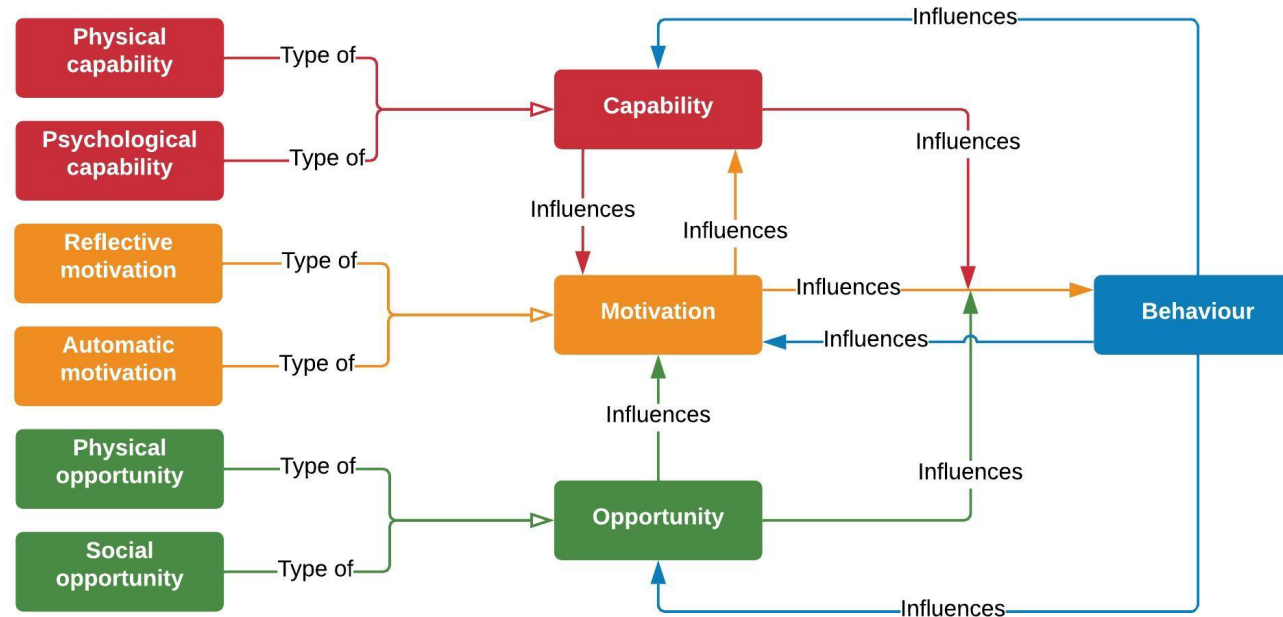 Influences
Physical
capability
Type of
Capability
Influences
Psychological
capability
Type of
Influences
Influences
Reflective
motivation
Type of
Motivation
Influences
Behaviour
Influences
Automatic
motivation
Type of
Influences
Physical
opportunity
Type of
Influences
Opportunity
Social
opportunity
Type of
Influences